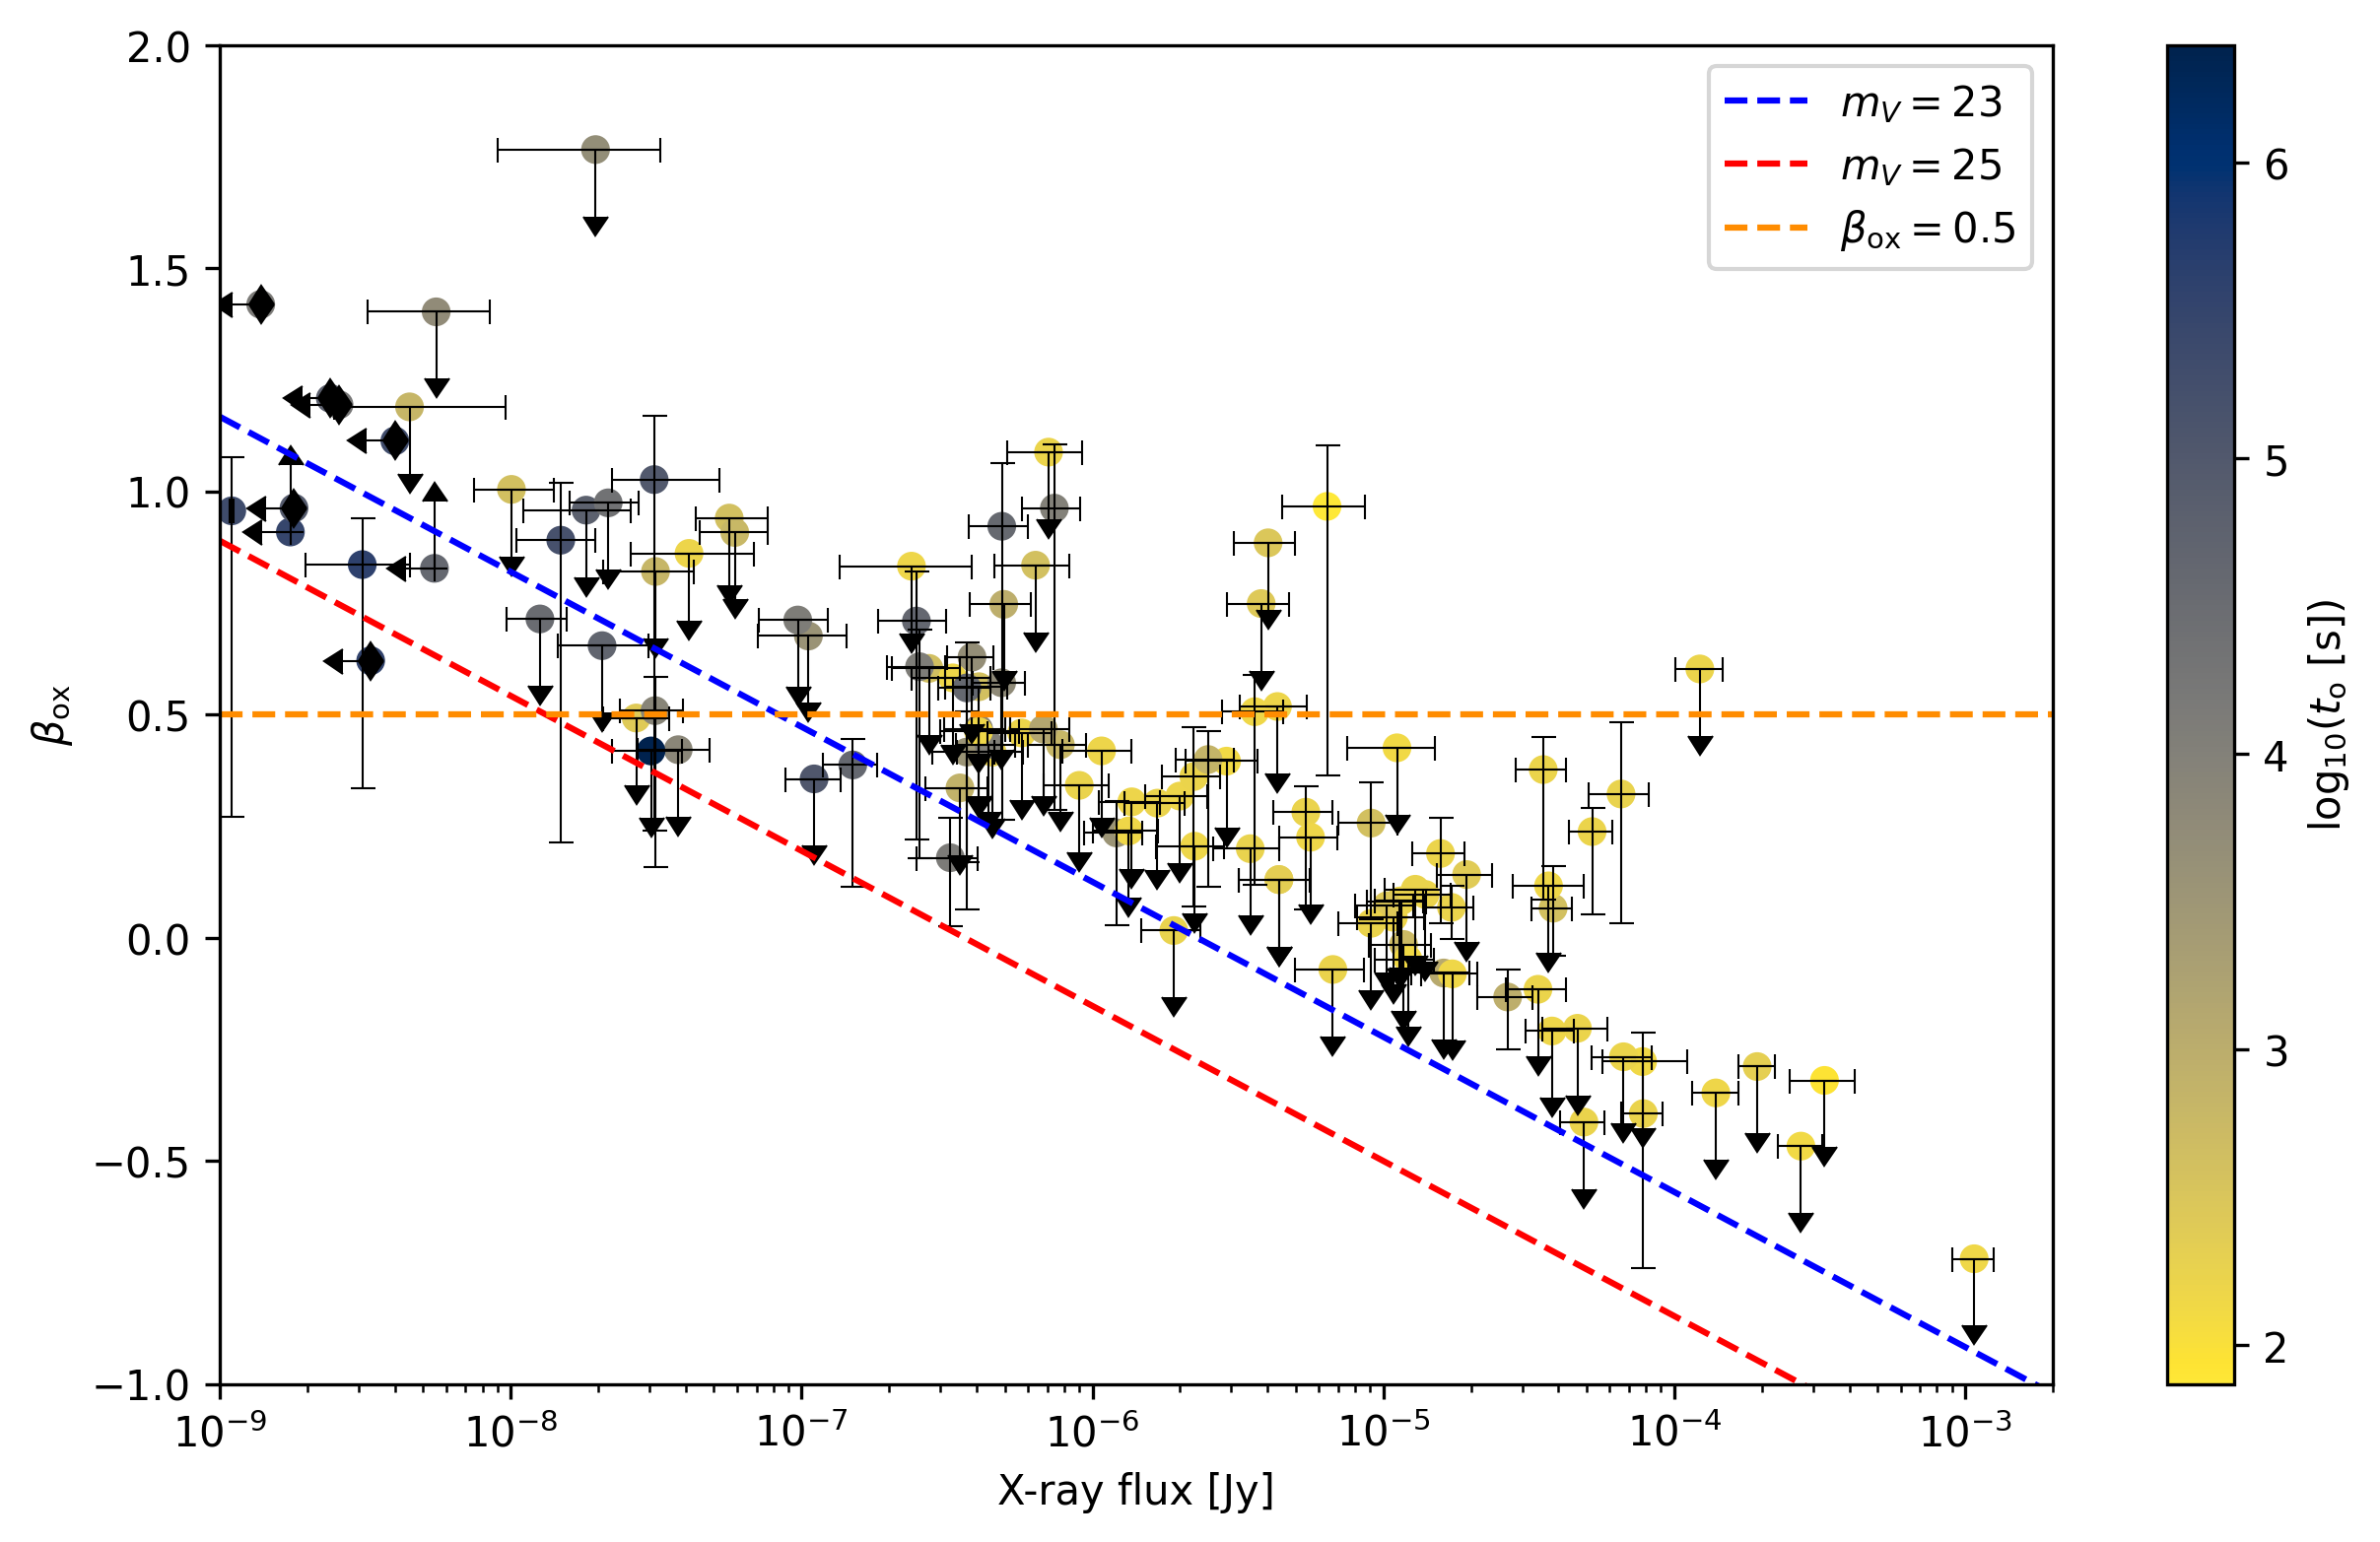 2.0
1.5
1.0
0.5
0.0
−0.5
−1.0
β_ox
10⁻⁹ 10⁻⁸ 10⁻⁷ 10⁻⁶ 10⁻⁵ 10⁻⁴ 10⁻³
X-ray flux [Jy]
m_V = 23
m_V = 25
β_ox = 0.5
6
5
4
3
2
log₁₀(t_o [s])